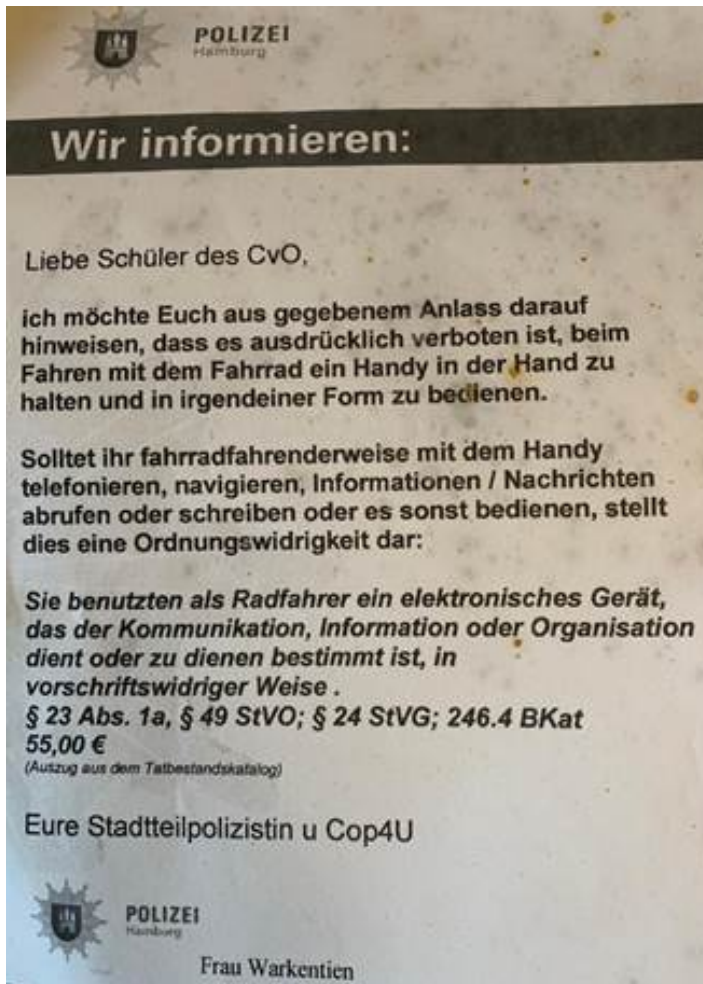 POLIZEI
Hamburg
Wir informieren:
Liebe Schüler des CvO,
ich möchte Euch aus gegebenem Anlass darauf
hinweisen, dass es ausdrücklich verboten ist, beim
Fahren mit dem Fahrrad ein Handy in der Hand zu
halten und in irgendeiner Form zu bedienen.
Solltet ihr fahrradfahrenderweise mit dem Handy
telefonieren, navigieren, Informationen / Nachrichten
abrufen oder schreiben oder es sonst bedienen, stellt
dies eine Ordnungswidrigkeit dar:
Sie benutzten als Radfahrer ein elektronisches Gerät,
das der Kommunikation, Information oder Organisation
dient oder zu dienen bestimmt ist, in
vorschriftswidriger Weise .
§ 23 Abs. 1a, § 49 StVO; § 24 StVG; 246.4 BKat
55,00 €
(Auszug aus dem Tatbestandskatalog)
Eure Stadtteilpolizistin u Cop4U
POLIZEI
Hamburg
Frau Warkentien